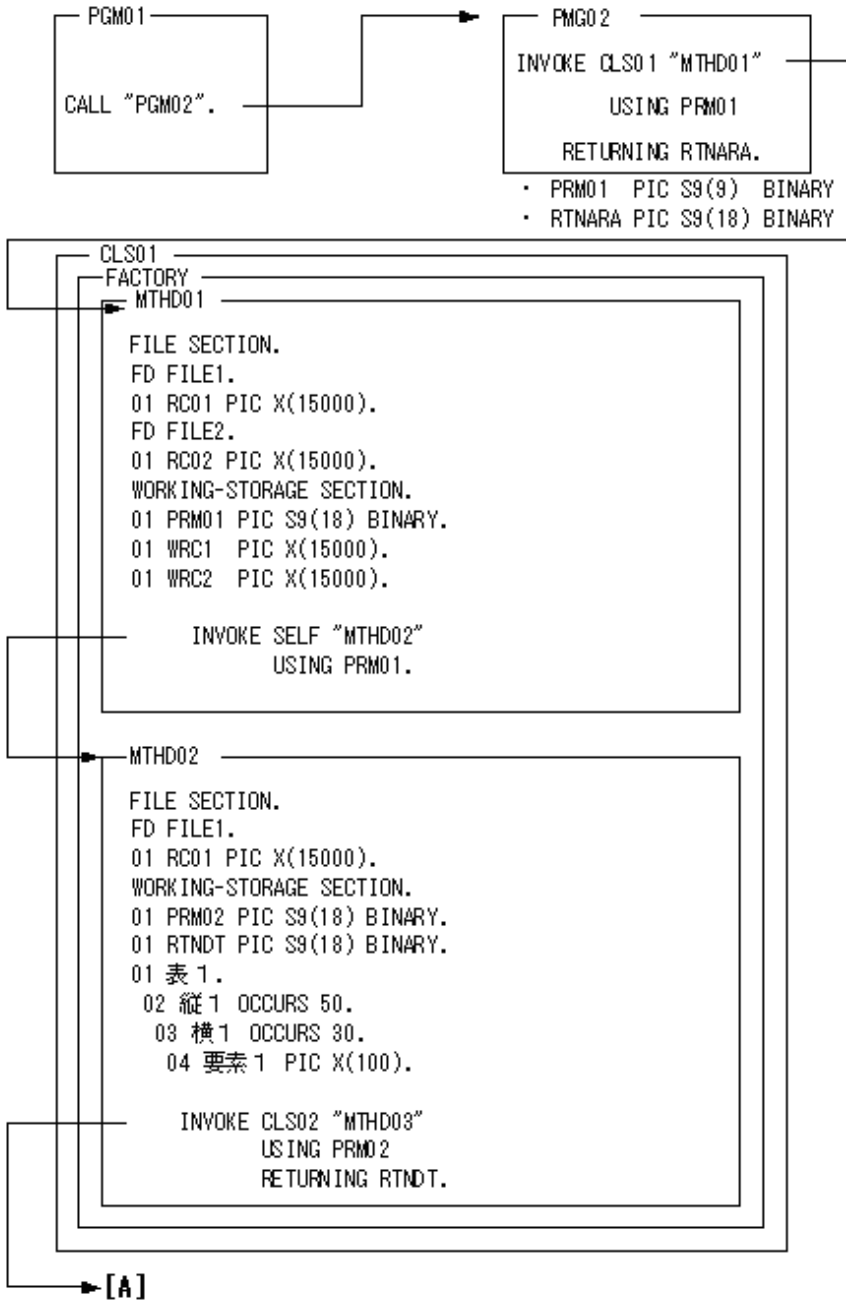 PGM01
CALL "PGM02".
PMG02
INVOKE CLS01 "MTHD01"
USING PRM01
RETURNING RTNARA.
・ PRM01 PIC S9(9) BINARY
・ RTNARA PIC S9(18) BINARY
CLS01
FACTORY
MTHD01
FILE SECTION.
FD FILE1.
01 RC01 PIC X(15000).
FD FILE2.
01 RC02 PIC X(15000).
WORKING-STORAGE SECTION.
01 PRM01 PIC S9(18) BINARY.
01 WRC1 PIC X(15000).
01 WRC2 PIC X(15000).
INVOKE SELF "MTHD02"
USING PRM01.
MTHD02
FILE SECTION.
FD FILE1.
01 RC01 PIC X(15000).
WORKING-STORAGE SECTION.
01 PRM02 PIC S9(18) BINARY.
01 RTNDT PIC S9(18) BINARY.
01 表１.
02 縦１ OCCURS 50.
03 横１ OCCURS 30.
04 要素１ PIC X(100).
INVOKE CLS02 "MTHD03"
USING PRM02
RETURNING RTNDT.
[A]